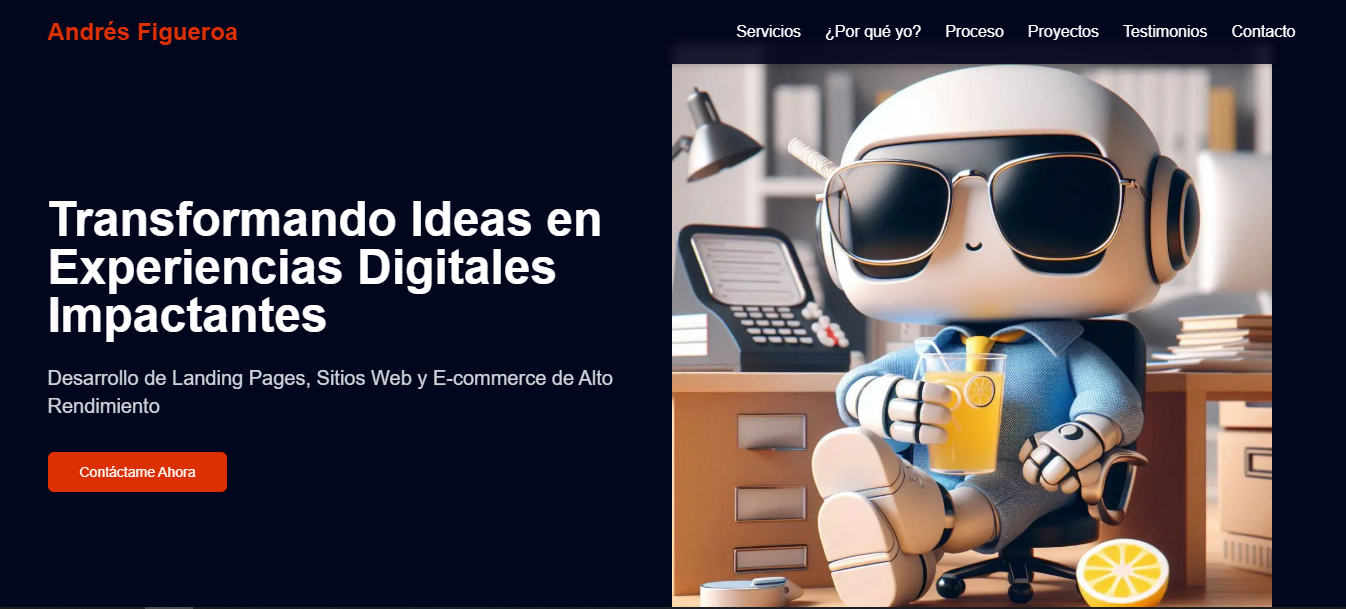 Andrés Figueroa
Servicios ¿Por qué yo? Proceso Proyectos Testimonios Contacto
Transformando Ideas en
Experiencias Digitales
Impactantes
Desarrollo de Landing Pages, Sitios Web y E-commerce de Alto
Rendimiento
Contáctame Ahora